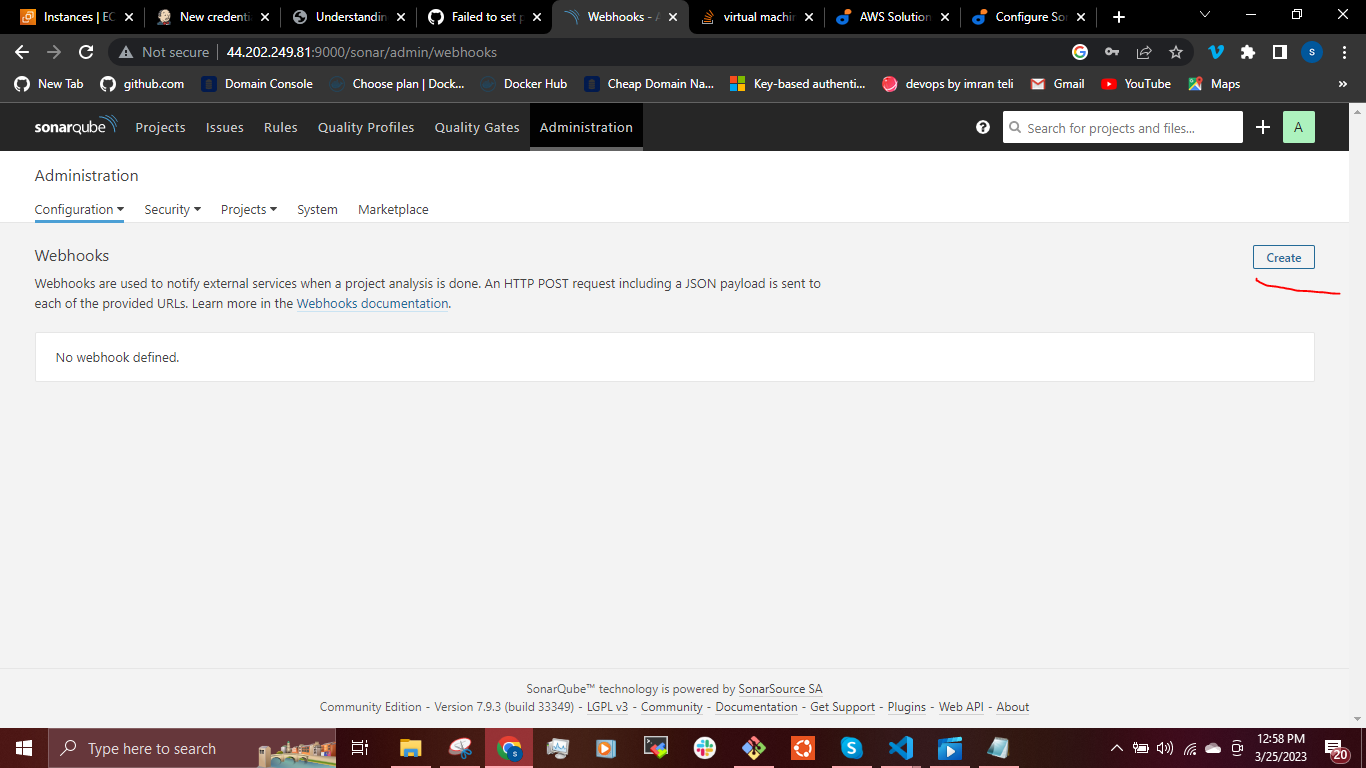 Instances | EC
New credenti
Understandin
Failed to set p
Webhooks - A
virtual machin
AWS Solution
Configure Son
Not secure
44.202.249.81:9000/sonar/admin/webhooks
s
New Tab
github.com
Domain Console
Choose plan | Dock...
Docker Hub
Cheap Domain Na...
Key-based authenti...
devops by imran teli
Gmail
YouTube
Maps
»
sonarqube
Projects
Issues
Rules
Quality Profiles
Quality Gates
Administration
Search for projects and files...
A
Administration
Configuration
Security
Projects
System
Marketplace
Webhooks
Create
Webhooks are used to notify external services when a project analysis is done. An HTTP POST request including a JSON payload is sent to
each of the provided URLs. Learn more in the Webhooks documentation.
No webhook defined.
SonarQube™ technology is powered by SonarSource SA
Community Edition - Version 7.9.3 (build 33349) - LGPL v3 - Community - Documentation - Get Support - Plugins - Web API - About
Type here to search
12:58 PM
3/25/2023
20